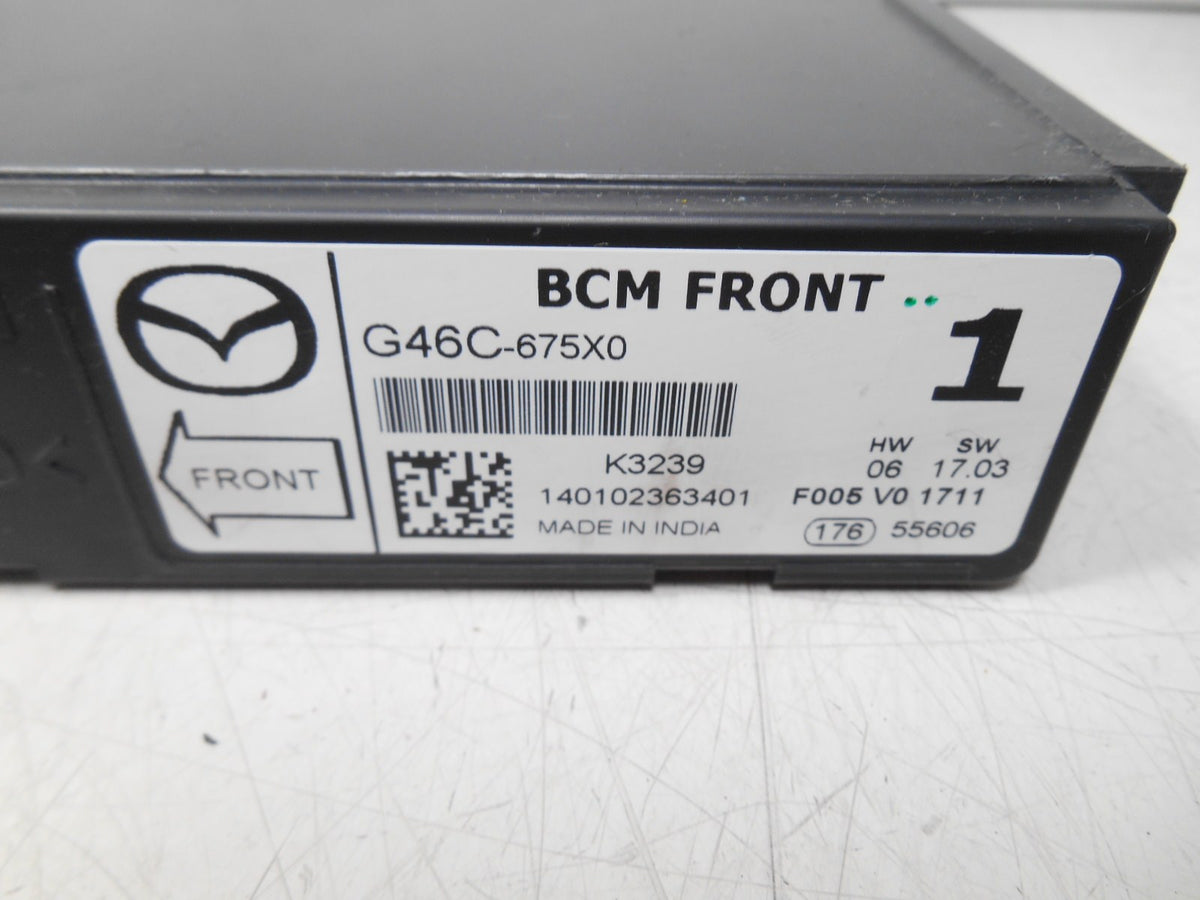 BCM FRONT
G46C-675X0
1
FRONT
K3239
140102363401
MADE IN INDIA
HW SW
06 17.03
F005 V0 1711
176 55606